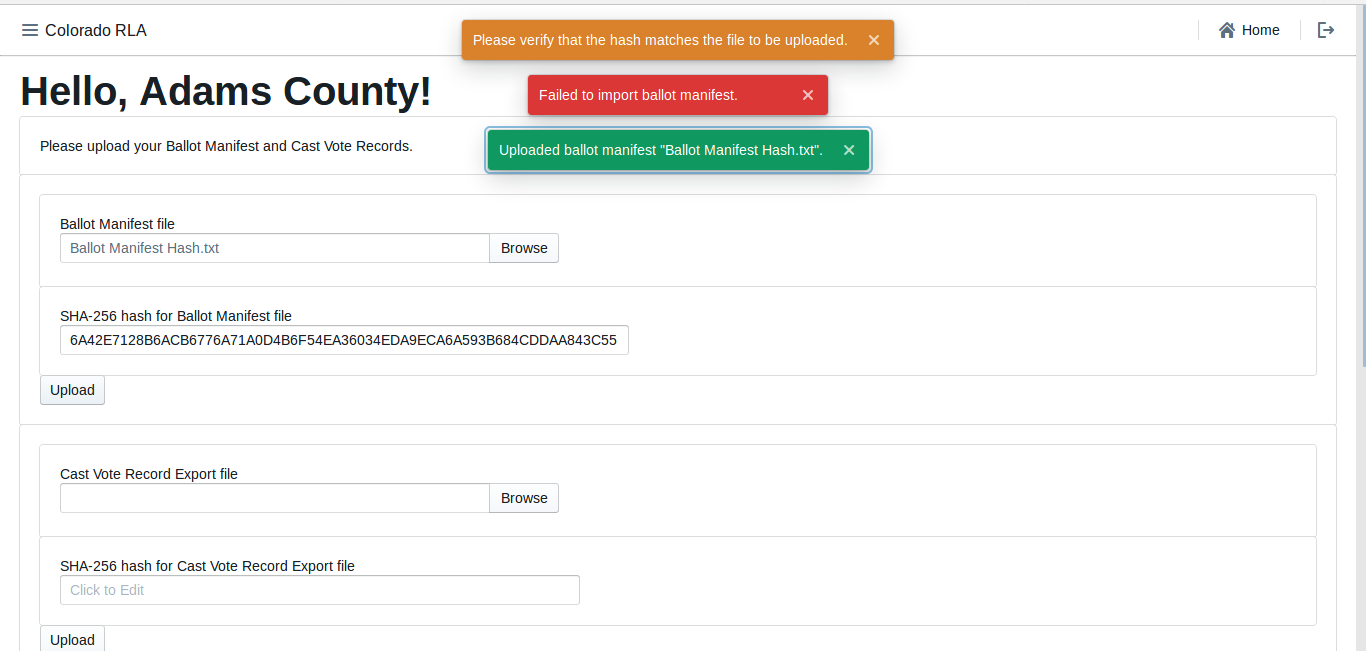 Colorado RLA
Please verify that the hash matches the file to be uploaded.
Home
Failed to import ballot manifest.
Hello, Adams County!
Please upload your Ballot Manifest and Cast Vote Records.
Uploaded ballot manifest "Ballot Manifest Hash.txt".
Ballot Manifest file
Ballot Manifest Hash.txt
Browse
SHA-256 hash for Ballot Manifest file
6A42E7128B6ACB6776A71A0D4B6F54EA36034EDA9ECA6A593B684CDDAA843C55
Upload
Cast Vote Record Export file
Browse
SHA-256 hash for Cast Vote Record Export file
Click to Edit
Upload